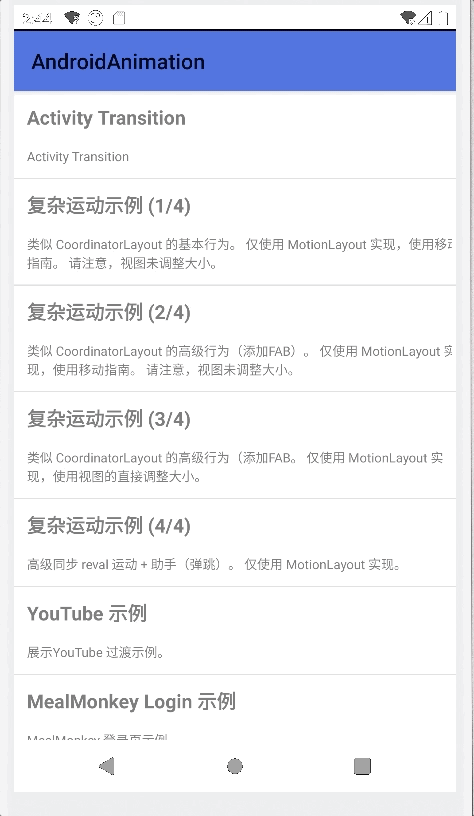 2:44
AndroidAnimation
Activity Transition
Activity Transition
复杂运动示例 (1/4)
类似 CoordinatorLayout 的基本行为。 仅使用 MotionLayout 实现，使用移动
指南。 请注意，视图未调整大小。
复杂运动示例 (2/4)
类似 CoordinatorLayout 的高级行为（添加FAB）。 仅使用 MotionLayout 实
现，使用移动指南。 请注意，视图未调整大小。
复杂运动示例 (3/4)
类似 CoordinatorLayout 的高级行为（添加FAB。 仅使用 MotionLayout 实
现，使用视图的直接调整大小。
复杂运动示例 (4/4)
高级同步 reval 运动 + 助手（弹跳）。 仅使用 MotionLayout 实现。
YouTube 示例
展示YouTube 过渡示例。
MealMonkey Login 示例
MealMonkey 登录页示例